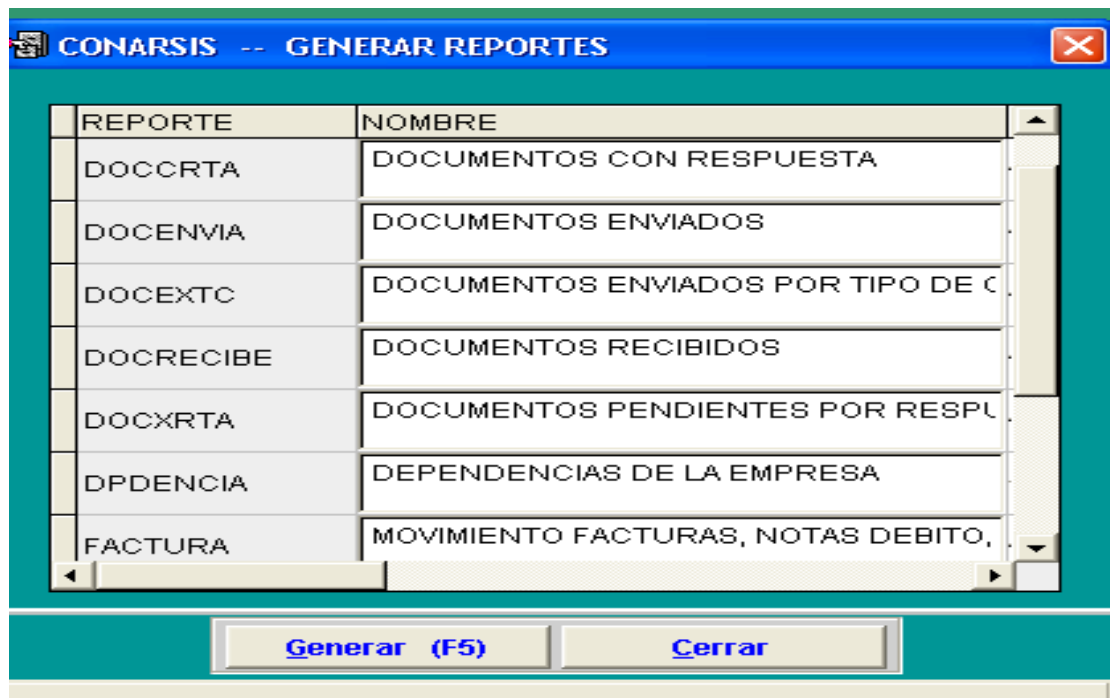 CONARSIS -- GENERAR REPORTES
REPORTE NOMBRE
DOCCRTA DOCUMENTOS CON RESPUESTA
DOCENVIA DOCUMENTOS ENVIADOS
DOCEXTC DOCUMENTOS ENVIADOS POR TIPO DE
DOCRECIBE DOCUMENTOS RECIBIDOS
DOCXRTA DOCUMENTOS PENDIENTES POR RESPU
DPDENCIA DEPENDENCIAS DE LA EMPRESA
FACTURA MOVIMIENTO FACTURAS, NOTAS DEBITO,
Generar (F5) Cerrar